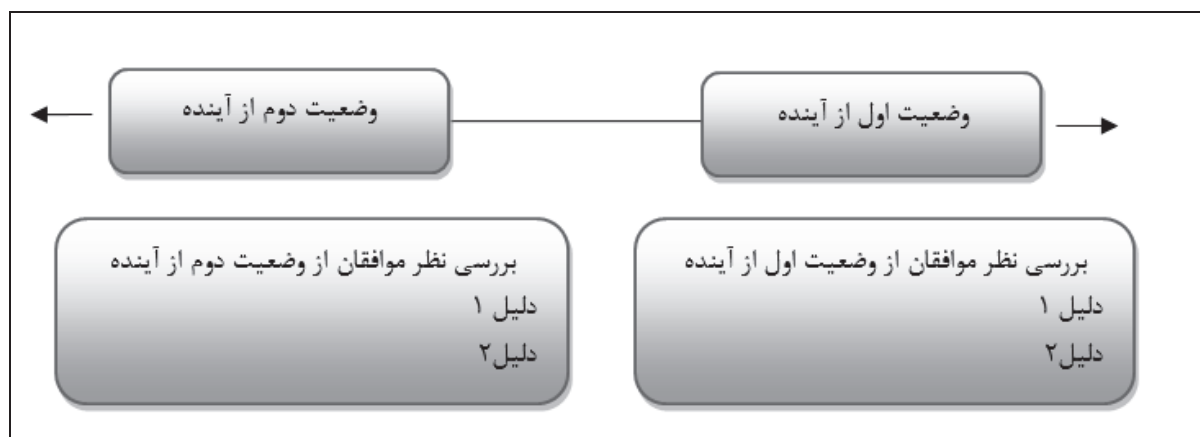 وضعیت اول از آینده
وضعیت دوم از آینده
بررسی نظر موافقان از وضعیت اول از آینده
دلیل ۱
دلیل۲
بررسی نظر موافقان از وضعیت دوم از آینده
دلیل ۱
دلیل۲